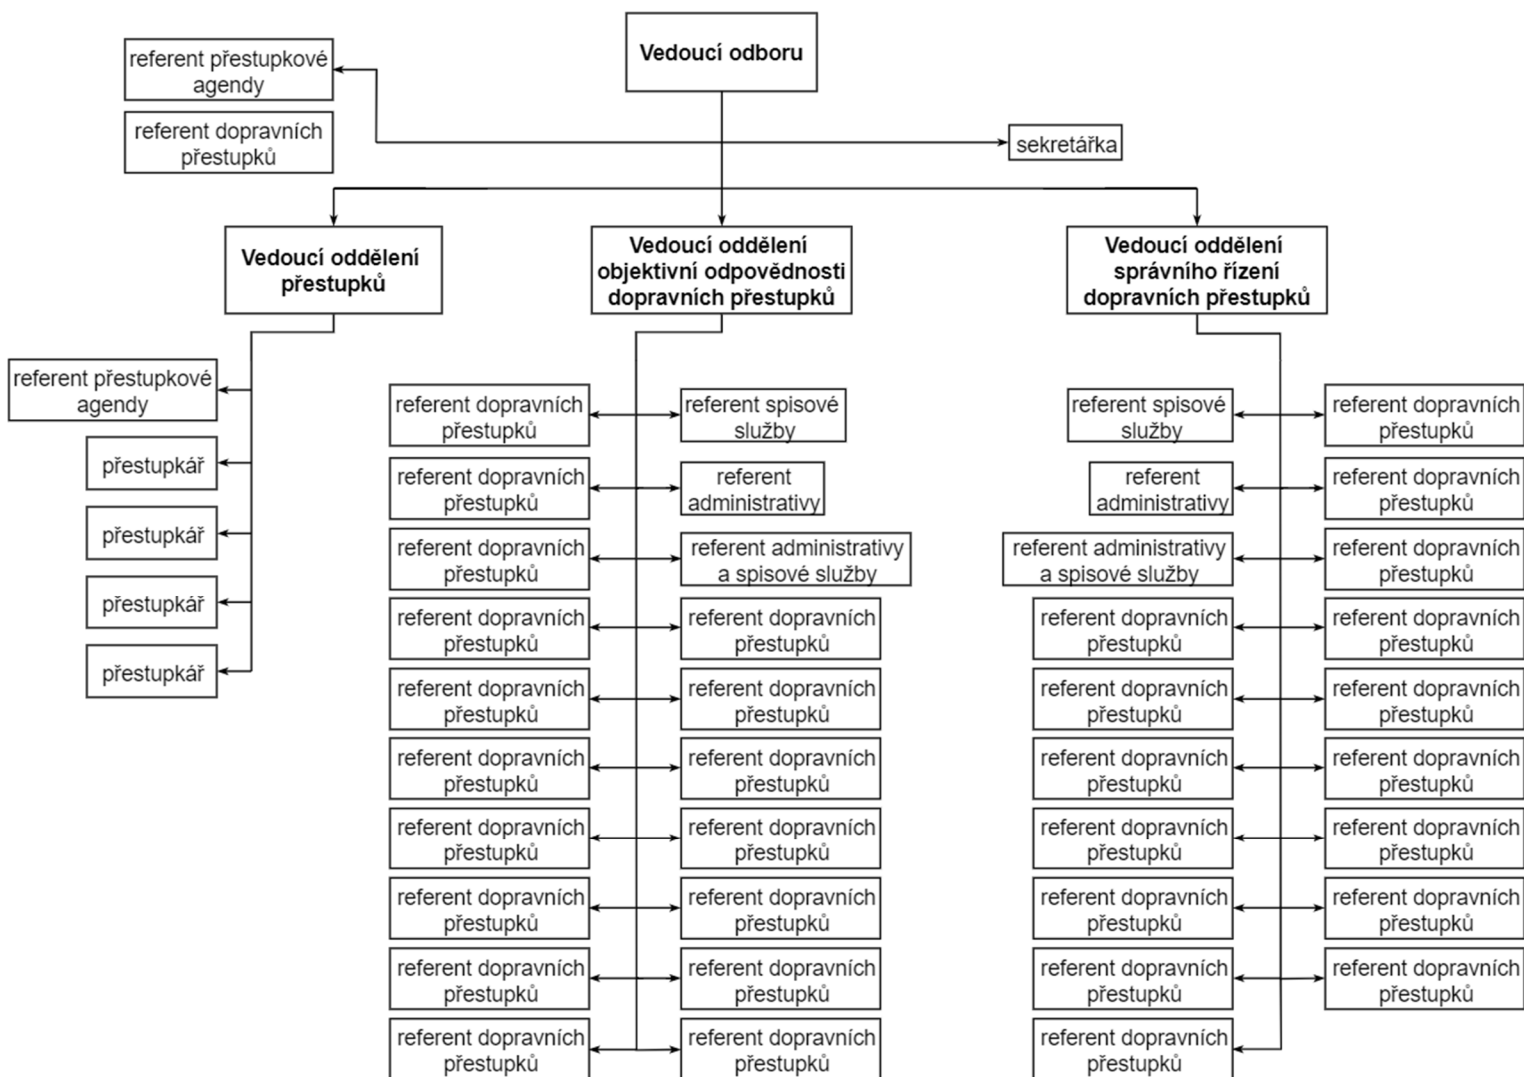 Vedoucí odboru
referent přestupkové
agendy
referent dopravních
přestupků
sekretářka
Vedoucí oddělení
přestupků
Vedoucí oddělení
objektivní odpovědnosti
dopravních přestupků
Vedoucí oddělení
správního řízení
dopravních přestupků
referent přestupkové
agendy
přestupkář
přestupkář
přestupkář
přestupkář
referent dopravních
přestupků
referent spisové
služby
referent dopravních
přestupků
referent
administrativy
referent dopravních
přestupků
referent administrativy
a spisové služby
referent dopravních
přestupků
referent dopravních
přestupků
referent dopravních
přestupků
referent dopravních
přestupků
referent dopravních
přestupků
referent dopravních
přestupků
referent dopravních
přestupků
referent dopravních
přestupků
referent dopravních
přestupků
referent dopravních
přestupků
referent dopravních
přestupků
referent dopravních
přestupků
referent dopravních
přestupků
referent dopravních
přestupků
referent spisové
služby
referent dopravních
přestupků
referent
administrativy
referent dopravních
přestupků
referent administrativy
a spisové služby
referent dopravních
přestupků
referent dopravních
přestupků
referent dopravních
přestupků
referent dopravních
přestupků
referent dopravních
přestupků
referent dopravních
přestupků
referent dopravních
přestupků
referent dopravních
přestupků
referent dopravních
přestupků
referent dopravních
přestupků
referent dopravních
přestupků
referent dopravních
přestupků
referent dopravních
přestupků
referent dopravních
přestupků